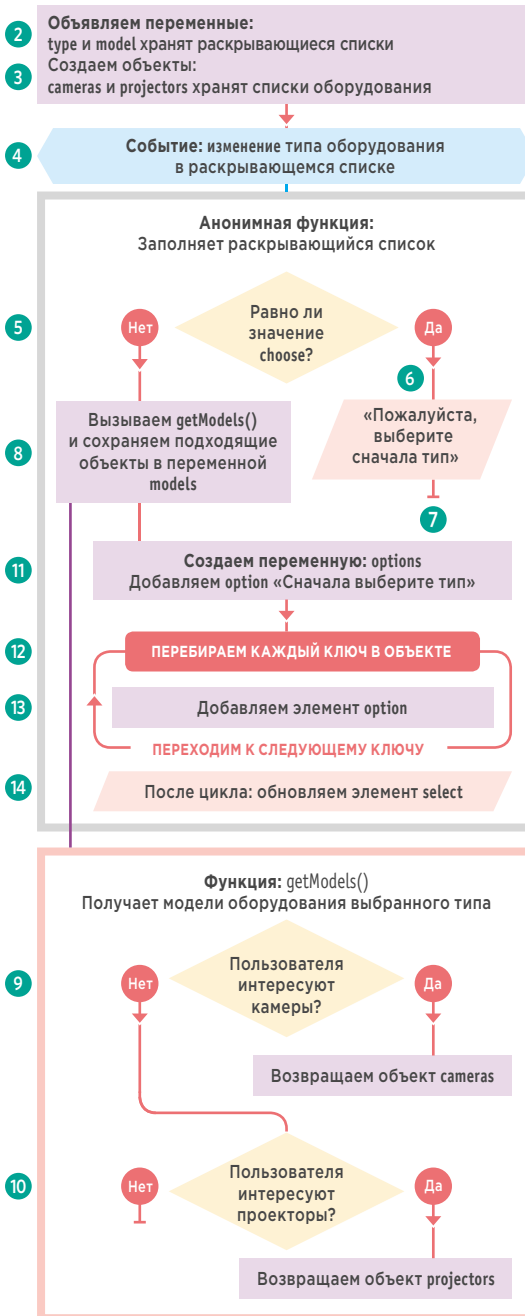 2
Объявляем переменные:
type и model хранят раскрывающиеся списки
3
Создаем объекты:
cameras и projectors хранят списки оборудования
4
Событие: изменение типа оборудования
в раскрывающемся списке
Анонимная функция:
Заполняет раскрывающийся список
5
Нет
Равно ли
значение
choose?
Да
6
8
Вызываем getModels()
и сохраняем подходящие
объекты в переменной
models
«Пожалуйста,
выберите
сначала тип»
7
11
Создаем переменную: options
Добавляем option «Сначала выберите тип»
12
ПЕРЕБИРАЕМ КАЖДЫЙ КЛЮЧ В ОБЪЕКТЕ
13
Добавляем элемент option
ПЕРЕХОДИМ К СЛЕДУЮЩЕМУ КЛЮЧУ
14
После цикла: обновляем элемент select
Функция: getModels()
Получает модели оборудования выбранного типа
9
Нет
Пользователя
интересуют
камеры?
Да
Возвращаем объект cameras
10
Нет
Пользователя
интересуют
проекторы?
Да
Возвращаем объект projectors